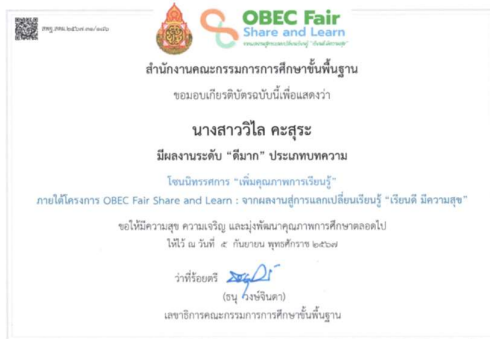 OBEC Fair
Share and Learn
สำนักงานคณะกรรมการการศึกษาขั้นพื้นฐาน
ขอมอบเกียรติบัตรฉบับนี้เพื่อแสดงว่า
นางสาววิไล คะสุระ
มีผลงานระดับ “ดีมาก” ประเภทบทความ
โซนนิทรรศการ “เพิ่มคุณภาพการเรียนรู้”
ภายใต้โครงการ OBEC Fair Share and Learn : จากผลงานสู่การแลกเปลี่ยนเรียนรู้ “เรียนดี มีความสุข”
ขอให้มีความสุข ความเจริญ และมุ่งพัฒนาคุณภาพการศึกษาตลอดไป
ให้ไว้ ณ วันที่ ๕ กันยายน พุทธศักราช ๒๕๖๗
ว่าที่ร้อยตรี
(ธนุ วงษ์จินดา)
เลขาธิการคณะกรรมการการศึกษาขั้นพื้นฐาน